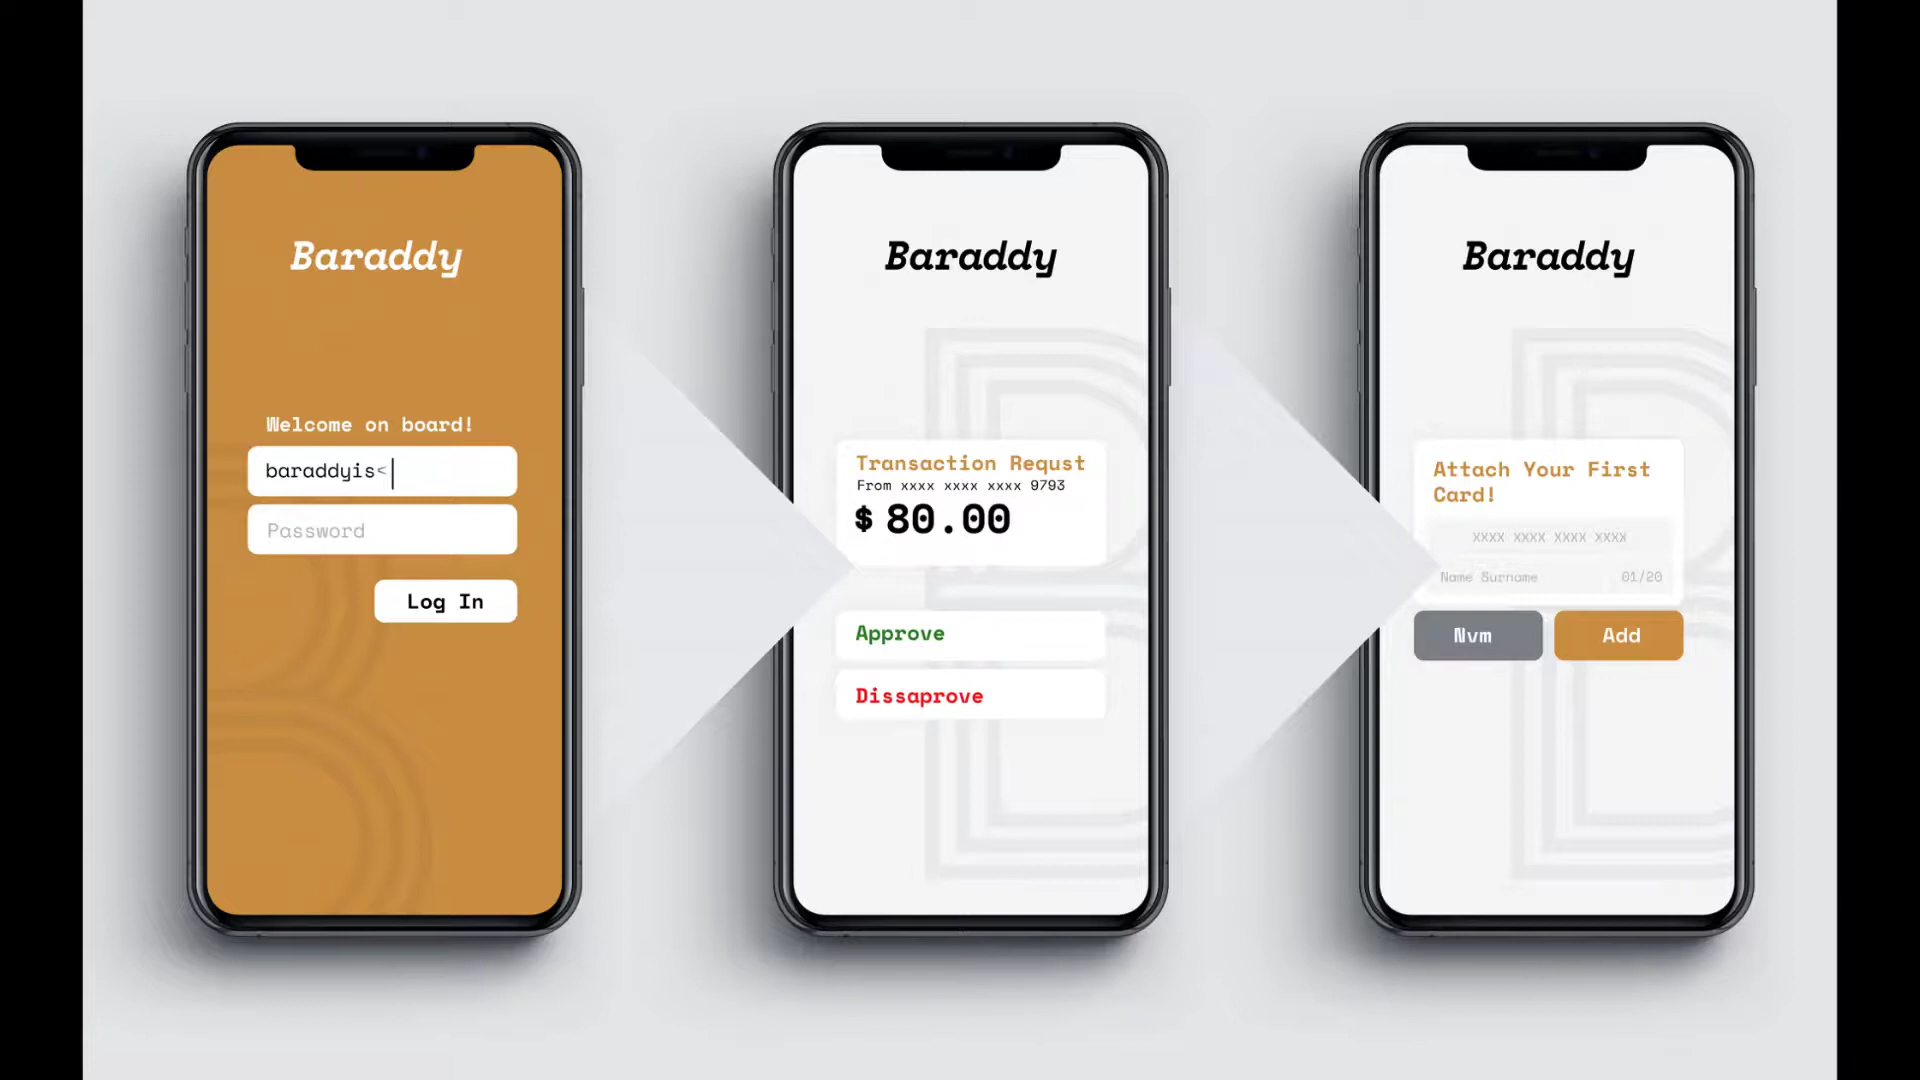 Baraddy
Welcome on board!
baraddyis<
Password
Log In
Baraddy
Transaction Requst
From xxxx xxxx xxxx 9793
$ 80.00
Approve
Dissaprove
Baraddy
Attach Your First
Card!
xxxx xxxx xxxx xxxx
Name Surname 01/20
Nvm Add